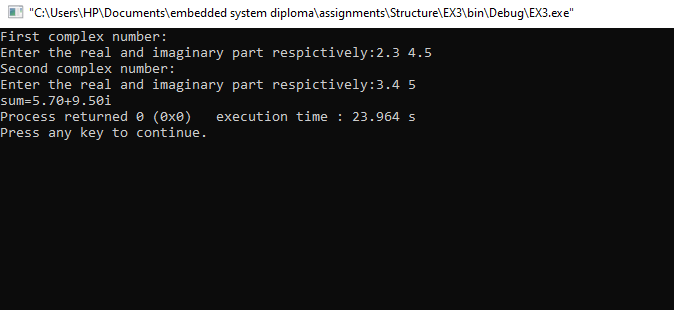 "C:\Users\HP\Documents\embedded system diploma\assignments\Structure\EX3\bin\Debug\EX3.exe"
First complex number:
Enter the real and imaginary part respictively:2.3 4.5
Second complex number:
Enter the real and imaginary part respictively:3.4 5
sum=5.70+9.50i
Process returned 0 (0x0)   execution time : 23.964 s
Press any key to continue.